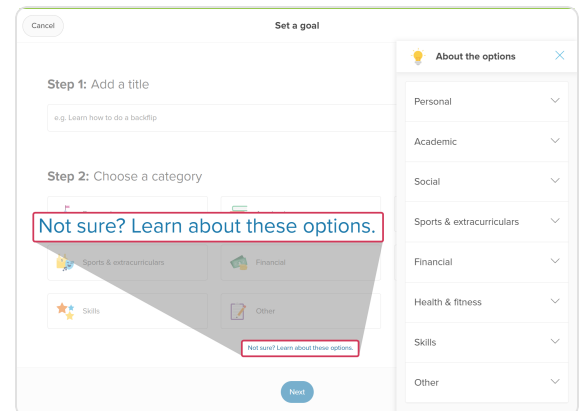 Cancel
Set a goal
Step 1: Add a title
e.g. Learn how to do a backflip
Step 2: Choose a category
Not sure? Learn about these options.
Sports & extracurriculars
Financial
Skills
Other
Not sure? Learn about these options.
Next
About the options
Personal
Academic
Social
Sports & extracurriculars
Financial
Health & fitness
Skills
Other